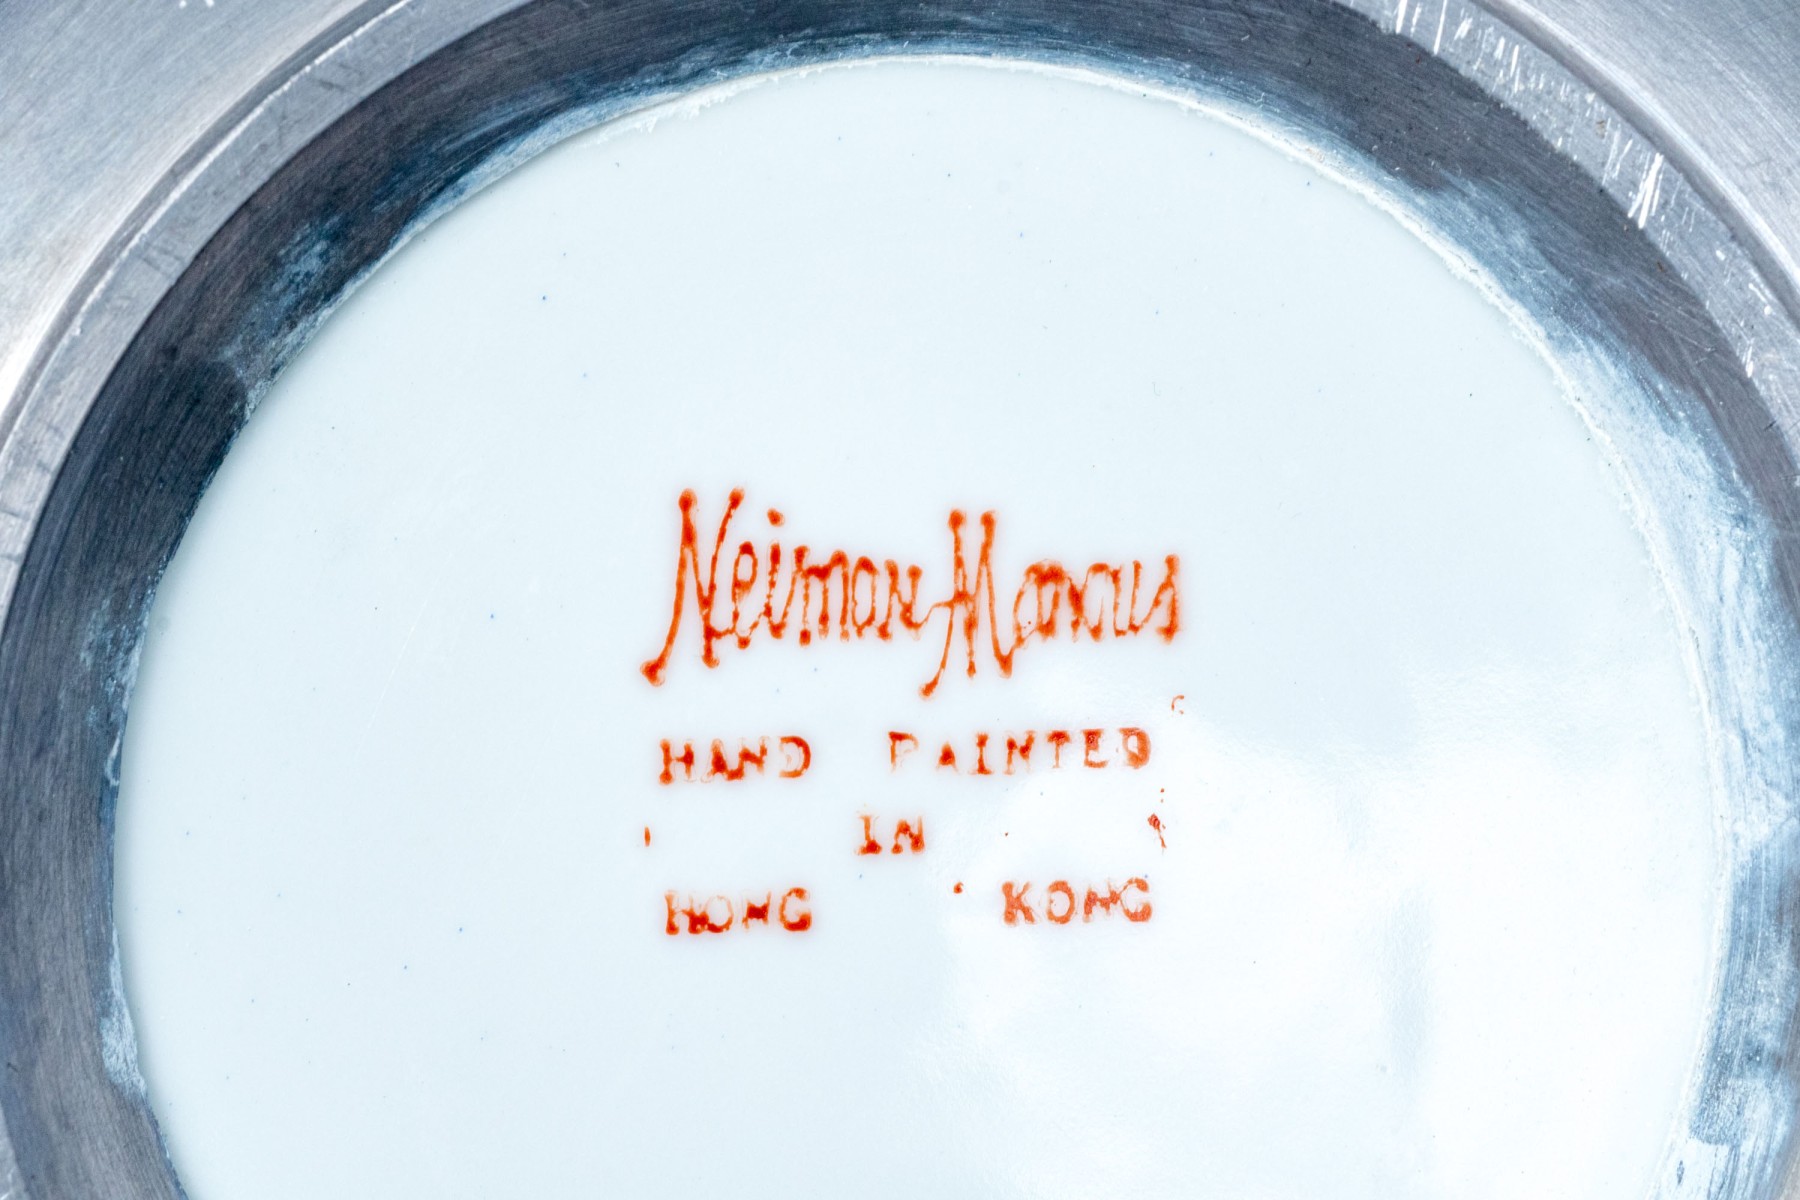 Neiman-Marcus
HAND PAINTED
IN
HONG KONG